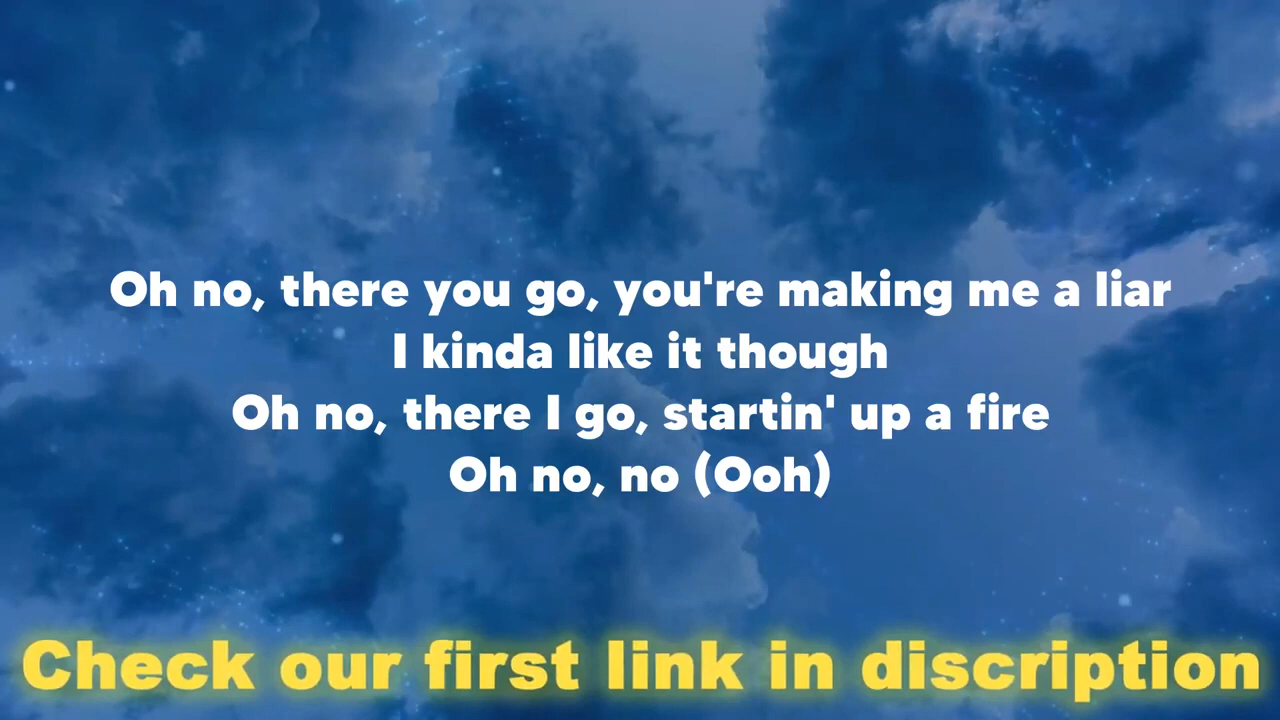 Oh no, there you go, you're making me a liar
I kinda like it though
Oh no, there I go, startin' up a fire
Oh no, no (Ooh)
Check our first link in discription